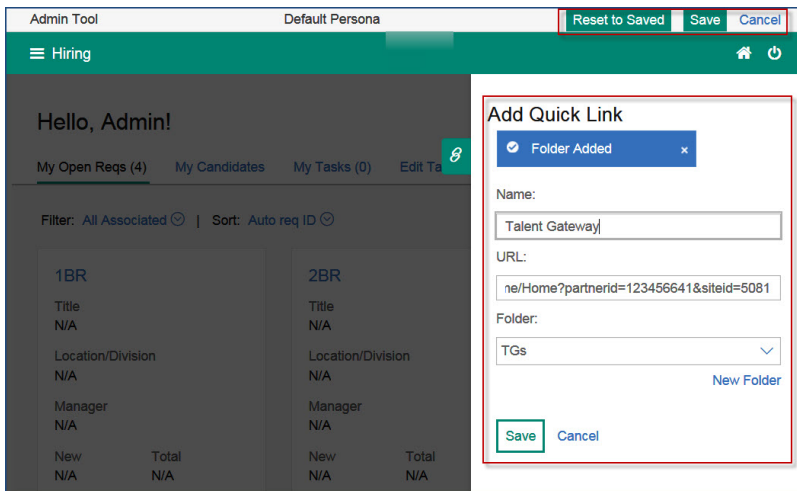 Admin Tool Default Persona Reset to Saved Save Cancel
Hiring
Hello, Admin!
My Open Reqs (4) My Candidates My Tasks (0) Edit Ta
Filter: All Associated | Sort: Auto req ID
1BR 2BR
Title Title
N/A N/A
Location/Division Location/Division
N/A N/A
Manager Manager
N/A N/A
New Total New Total
N/A N/A N/A N/A
Add Quick Link
Folder Added x
Name:
Talent Gateway
URL:
ne/Home?partnerid=123456641&siteid=5081
Folder:
TGs
New Folder
Save Cancel